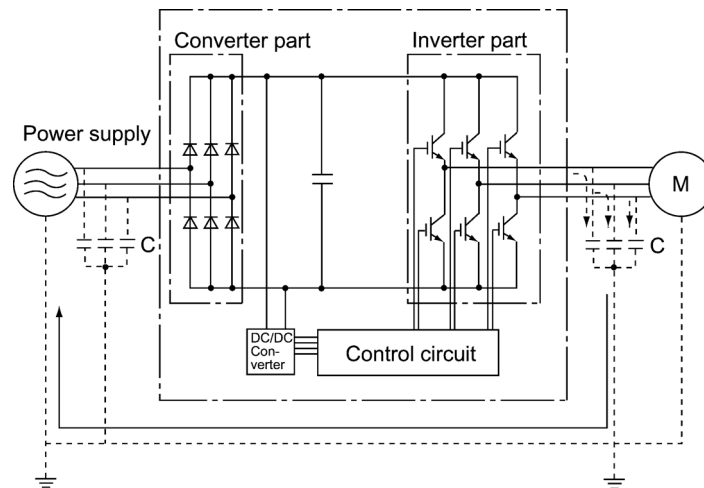 Converter part
Inverter part
Power supply
M
C
C
DC/DC
Con-
verter
Control circuit